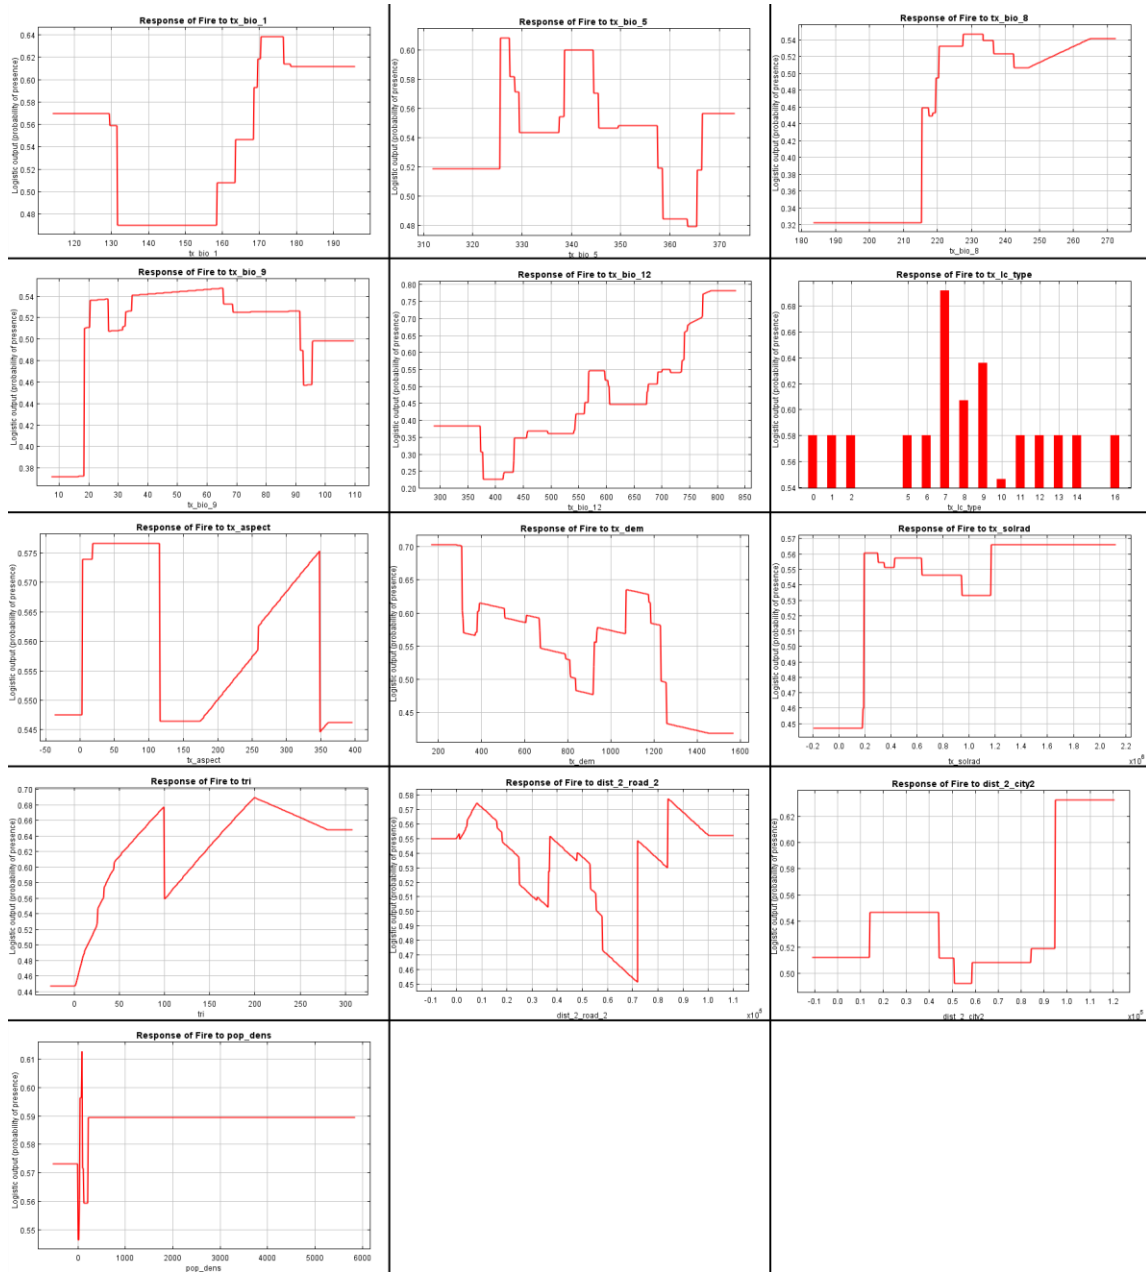 Response of Fire to tx_bio_1
Logistic output (probability of presence)
0.64
0.62
0.60
0.58
0.56
0.54
0.52
0.50
0.48
120 130 140 150 160 170 180 190 200
tx_bio_1
Response of Fire to tx_bio_5
Logistic output (probability of presence)
0.60
0.58
0.56
0.54
0.52
0.50
0.48
310 320 330 340 350 360 370
tx_bio_5
Response of Fire to tx_bio_8
Logistic output (probability of presence)
0.54
0.52
0.50
0.48
0.46
0.44
0.42
0.40
0.38
0.36
0.34
0.32
180 190 200 210 220 230 240 250 260 270
tx_bio_8
Response of Fire to tx_bio_9
Logistic output (probability of presence)
0.54
0.52
0.50
0.48
0.46
0.44
0.42
0.40
0.38
10 20 30 40 50 60 70 80 90 100 110
tx_bio_9
Response of Fire to tx_bio_12
Logistic output (probability of presence)
0.80
0.75
0.70
0.65
0.60
0.55
0.50
0.45
0.40
0.35
0.30
0.25
0.20
300 350 400 450 500 550 600 650 700 750 800 850
tx_bio_12
Response of Fire to tx_lc_type
Logistic output (probability of presence)
0.68
0.66
0.64
0.62
0.60
0.58
0.56
0.54
0 1 2 5 6 7 8 9 10 11 12 13 14 16
tx_lc_type
Response of Fire to tx_aspect
Logistic output (probability of presence)
0.575
0.570
0.565
0.560
0.555
0.550
0.545
-50 0 50 100 150 200 250 300 350 400
tx_aspect
Response of Fire to tx_dem
Logistic output (probability of presence)
0.70
0.65
0.60
0.55
0.50
0.45
200 400 600 800 1000 1200 1400 1600
tx_dem
Response of Fire to tx_solrad
Logistic output (probability of presence)
0.57
0.56
0.55
0.54
0.53
0.52
0.51
0.50
0.49
0.48
0.47
0.46
0.45
-0.2 0.0 0.2 0.4 0.6 0.8 1.0 1.2 1.4 1.6 1.8 2.0 2.2
tx_solrad
Response of Fire to tri
Logistic output (probability of presence)
0.70
0.68
0.66
0.64
0.62
0.60
0.58
0.56
0.54
0.52
0.50
0.48
0.46
0.44
0 50 100 150 200 250 300
tri
Response of Fire to dist_2_road_2
Logistic output (probability of presence)
0.58
0.57
0.56
0.55
0.54
0.53
0.52
0.51
0.50
0.49
0.48
0.47
0.46
0.45
-0.1 0.0 0.1 0.2 0.3 0.4 0.5 0.6 0.7 0.8 0.9 1.0 1.1
dist_2_road_2
Response of Fire to dist_2_city2
Logistic output (probability of presence)
0.62
0.60
0.58
0.56
0.54
0.52
0.50
-0.1 0.0 0.1 0.2 0.3 0.4 0.5 0.6 0.7 0.8 0.9 1.0 1.1 1.2
dist_2_city2
Response of Fire to pop_dens
Logistic output (probability of presence)
0.61
0.60
0.59
0.58
0.57
0.56
0.55
0 1000 2000 3000 4000 5000 6000
pop_dens